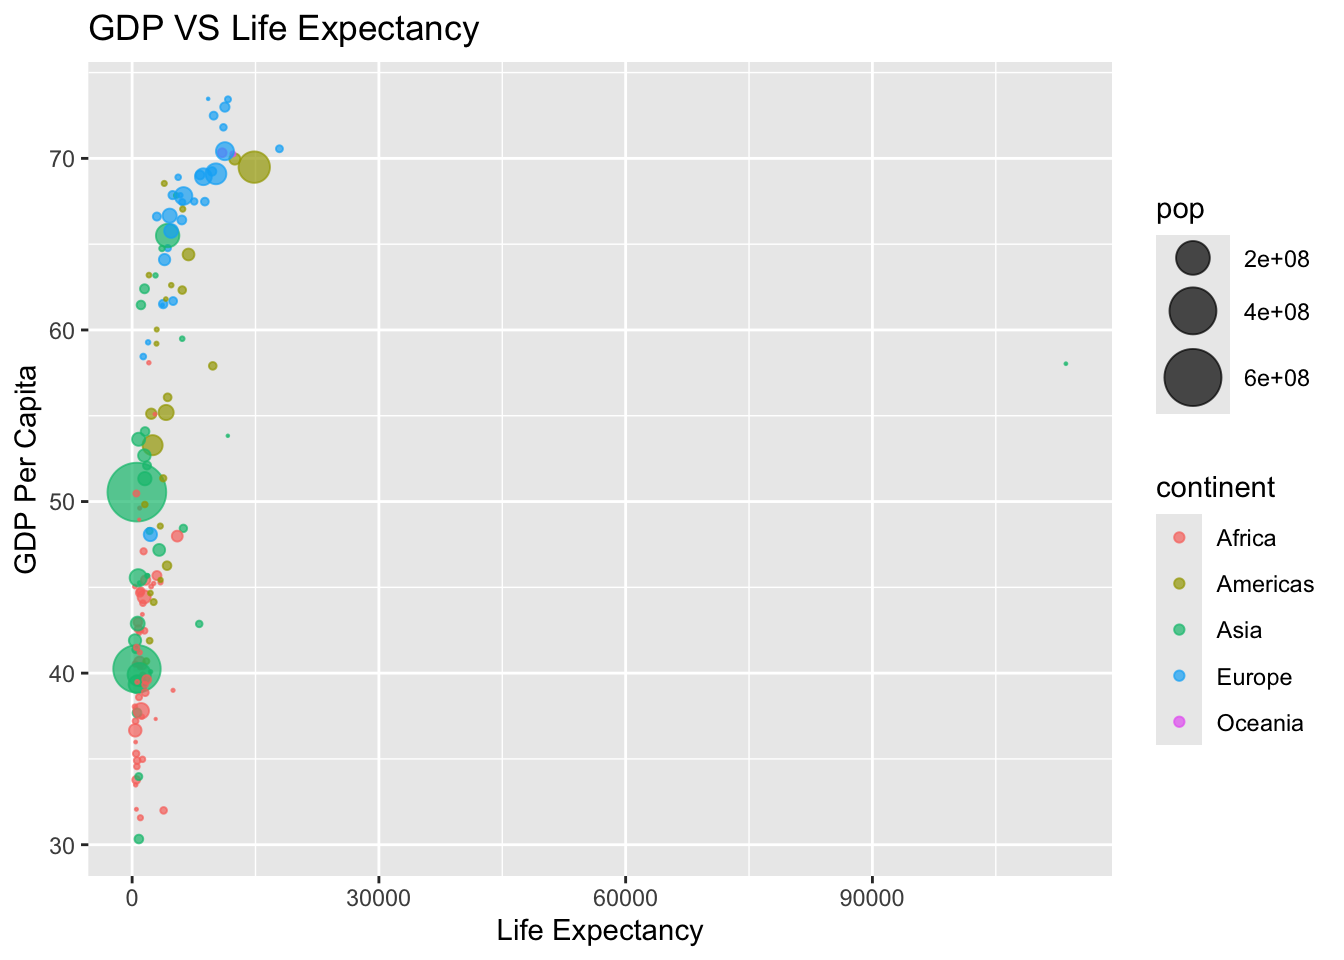 GDP VS Life Expectancy
GDP Per Capita
70
60
50
40
30
0
30000
60000
90000
Life Expectancy
pop
2e+08
4e+08
6e+08
continent
Africa
Americas
Asia
Europe
Oceania